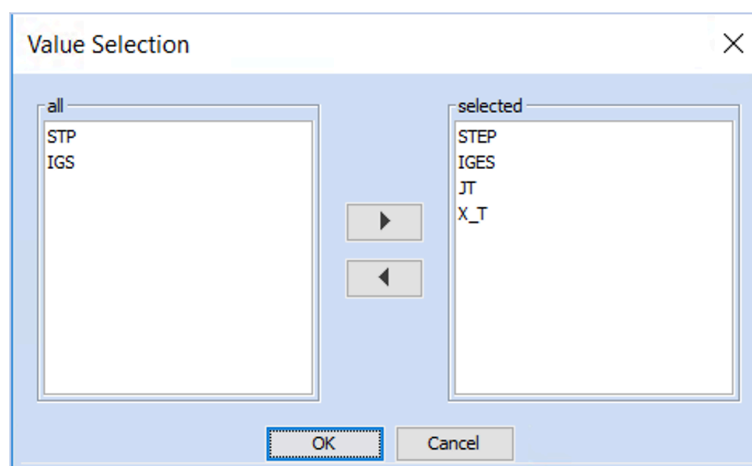 Value Selection
all
STP
IGS
selected
STEP
IGES
JT
X_T
OK
Cancel